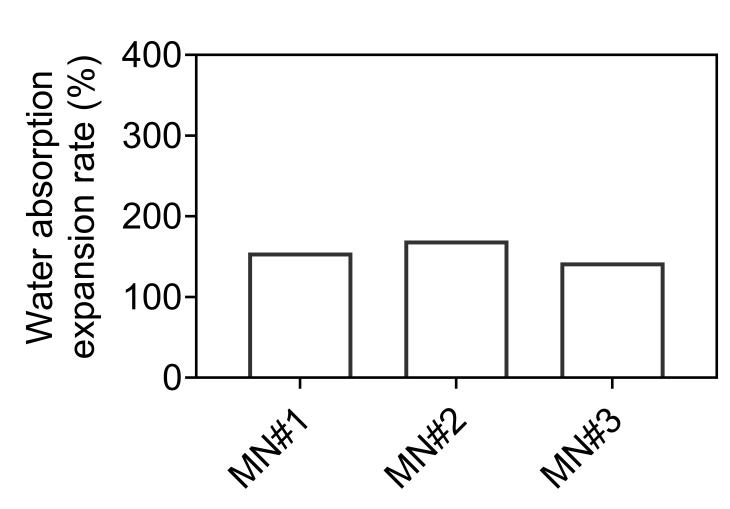 Water absorption
expansion rate (%)
400
300
200
100
0
MN#1
MN#2
MN#3